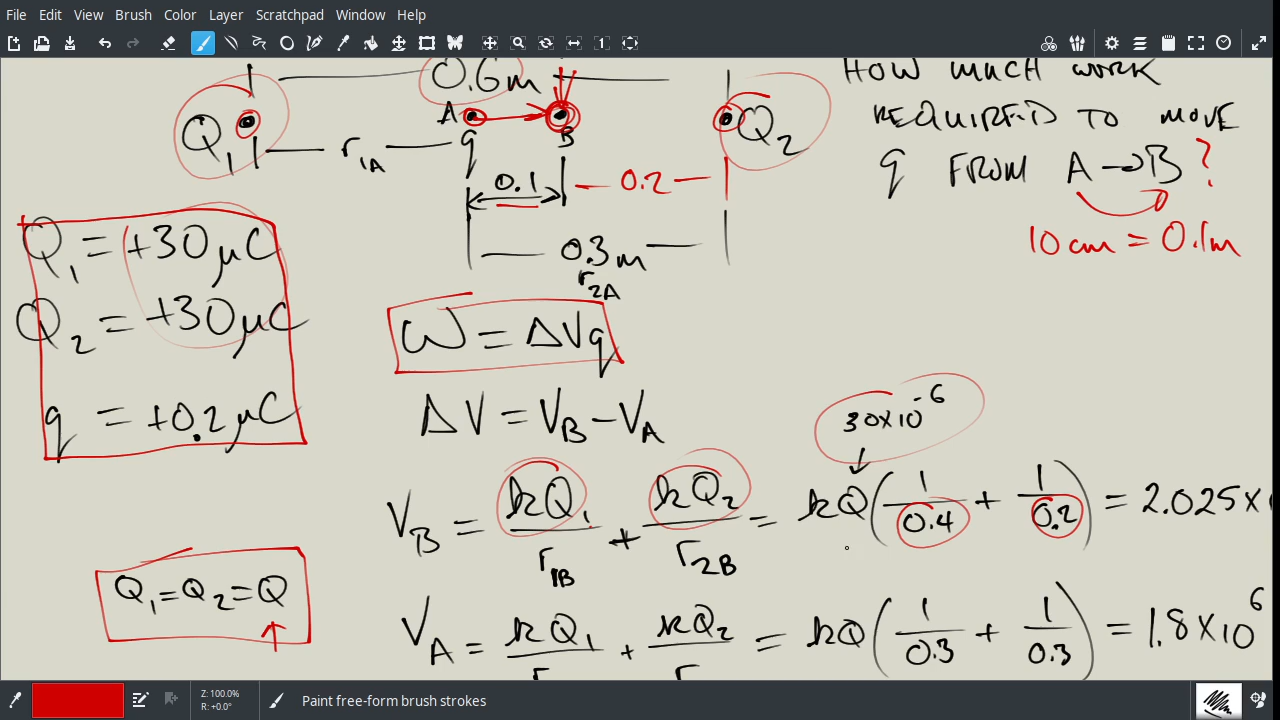 File Edit View Brush Color Layer Scratchpad Window Help
1
0.6m
HOW MUCH WORK
REQUIRED TO MOVE
q FROM A → B ?
10 cm = 0.1m
A
B
Q₁
r₁A
q
Q₂
0.1
0.2
0.3m
r₂A
Q₁ = +30μC
Q₂ = +30μC
q = +0.2μC
W = ΔVq
ΔV = VB − VA
30×10⁻⁶
VB = kQ₁/r₁B + kQ₂/r₂B = kQ(1/0.4 + 1/0.2) = 2.025×
Q₁=Q₂=Q
VA = kQ₁/r + kQ₂/r = kQ(1/0.3 + 1/0.3) = 1.8×10⁶
Z: 100.0%
R: +0.0°
Paint free-form brush strokes